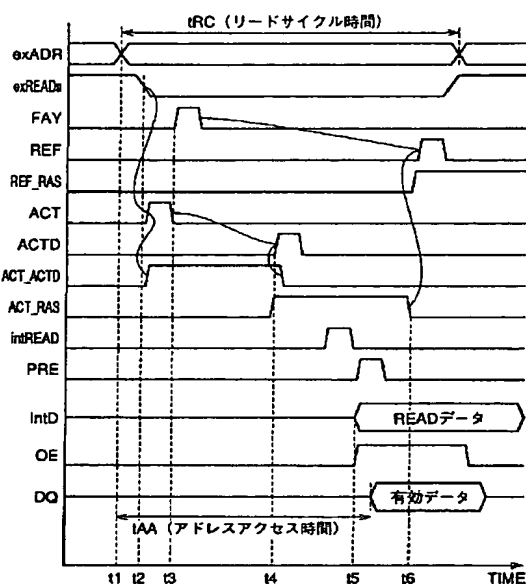 tRC（リードサイクル時間）
exADR
exREADs
FAY
REF
REF_RAS
ACT
ACTD
ACT_ACTD
ACT_RAS
intREAD
PRE
IntD
READデータ
OE
DQ
有効データ
tAA（アドレスアクセス時間）
t1 t2 t3 t4 t5 t6 TIME